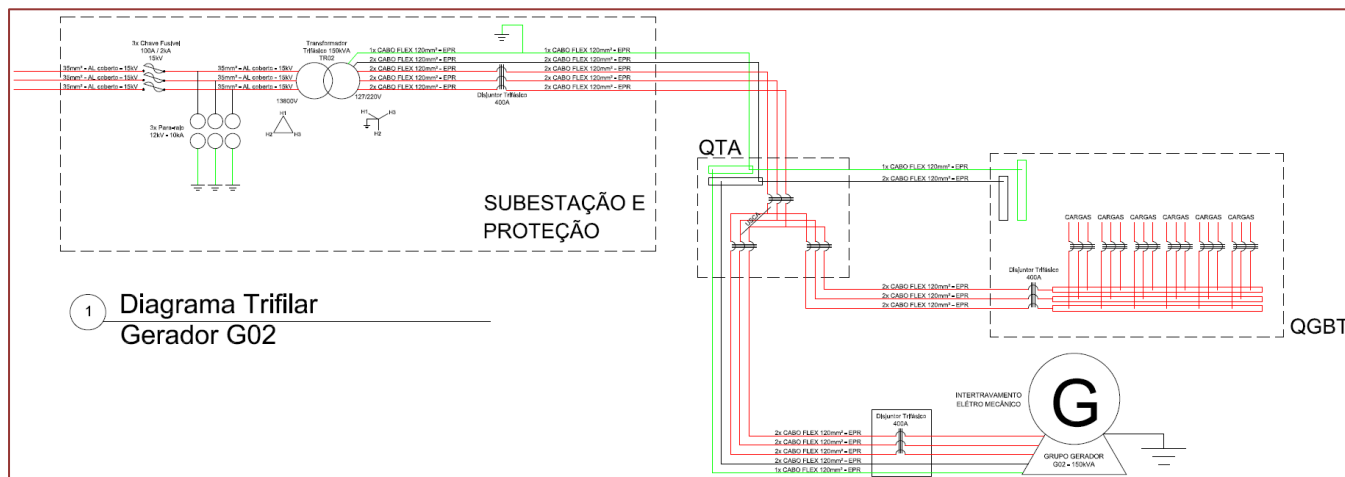 3x Chave Fusível
100A / 2kA
15kV
Transformador
Trifásico 150kVA
TR02
1x CABO FLEX 120mm² - EPR
1x CABO FLEX 120mm² - EPR
2x CABO FLEX 120mm² - EPR
2x CABO FLEX 120mm² - EPR
35mm² - AL coberto - 15kV
35mm² - AL coberto - 15kV
2x CABO FLEX 120mm² - EPR
2x CABO FLEX 120mm² - EPR
35mm² - AL coberto - 15kV
35mm² - AL coberto - 15kV
2x CABO FLEX 120mm² - EPR
2x CABO FLEX 120mm² - EPR
35mm² - AL coberto - 15kV
35mm² - AL coberto - 15kV
2x CABO FLEX 120mm² - EPR
2x CABO FLEX 120mm² - EPR
Disjuntor Trifásico
400A
13800V
127/220V
H1
H2
H3
H1
H3
H2
3x Para-raio
12kV - 10kA
SUBESTAÇÃO E
PROTEÇÃO
QTA
USCA
1x CABO FLEX 120mm² - EPR
2x CABO FLEX 120mm² - EPR
CARGAS
CARGAS
CARGAS
CARGAS
CARGAS
Disjuntor Trifásico
400A
2x CABO FLEX 120mm² - EPR
2x CABO FLEX 120mm² - EPR
2x CABO FLEX 120mm² - EPR
QGBT
1
Diagrama Trifilar
Gerador G02
INTERTRAVAMENTO
ELÉTRO MECÂNICO
G
Disjuntor Trifásico
400A
2x CABO FLEX 120mm² - EPR
2x CABO FLEX 120mm² - EPR
2x CABO FLEX 120mm² - EPR
2x CABO FLEX 120mm² - EPR
1x CABO FLEX 120mm² - EPR
GRUPO GERADOR
G02 - 150kVA